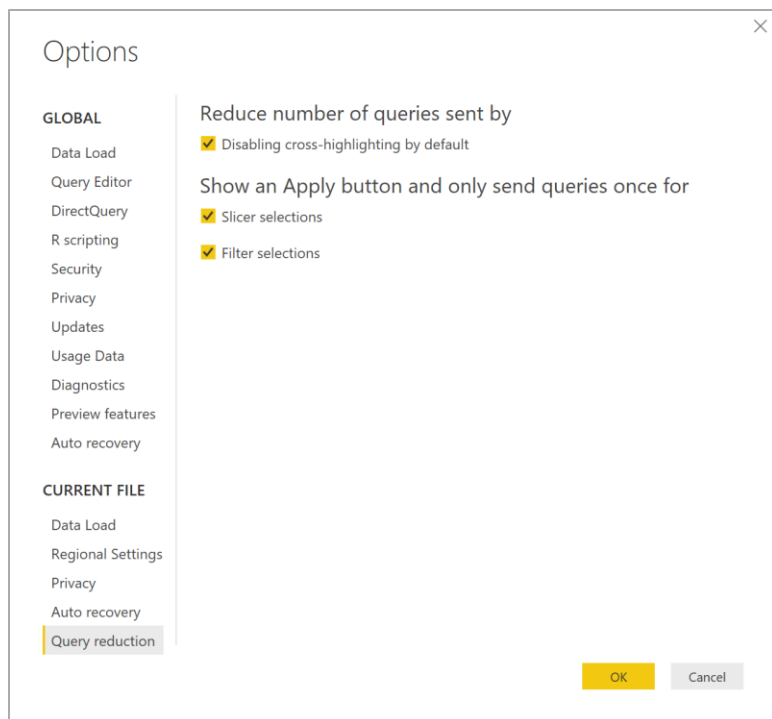 Options
GLOBAL
Data Load
Query Editor
DirectQuery
R scripting
Security
Privacy
Updates
Usage Data
Diagnostics
Preview features
Auto recovery
CURRENT FILE
Data Load
Regional Settings
Privacy
Auto recovery
Query reduction
Reduce number of queries sent by
Disabling cross-highlighting by default
Show an Apply button and only send queries once for
Slicer selections
Filter selections
OK
Cancel